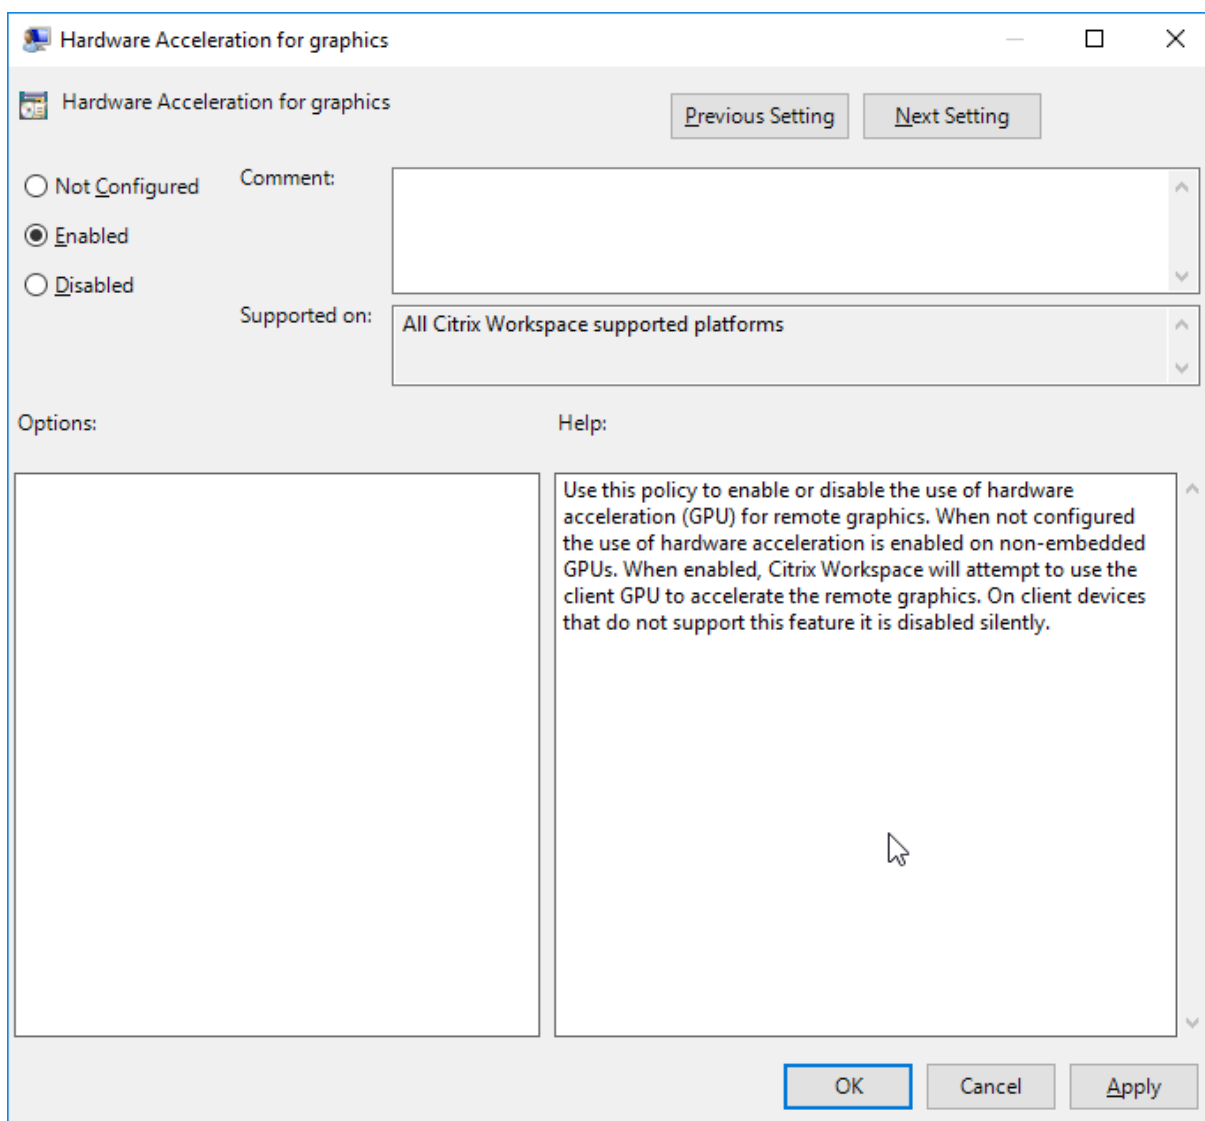 Hardware Acceleration for graphics
Hardware Acceleration for graphics
Previous Setting
Next Setting
Not Configured
Comment:
Enabled
Disabled
Supported on:
All Citrix Workspace supported platforms
Options:
Help:
Use this policy to enable or disable the use of hardware
acceleration (GPU) for remote graphics. When not configured
the use of hardware acceleration is enabled on non-embedded
GPUs. When enabled, Citrix Workspace will attempt to use the
client GPU to accelerate the remote graphics. On client devices
that do not support this feature it is disabled silently.
OK
Cancel
Apply